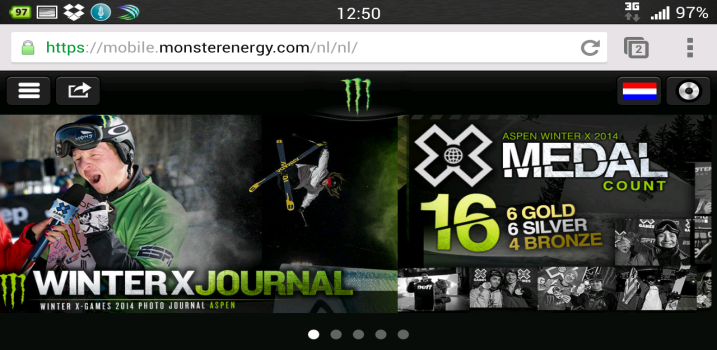 97
12:50
3G
97%
https://mobile.monsterenergy.com/nl/nl/
2
ASPEN WINTER X 2014
MEDAL
COUNT
16
6 GOLD
6 SILVER
4 BRONZE
WINTER X JOURNAL
WINTER X-GAMES 2014 PHOTO JOURNAL ASPEN